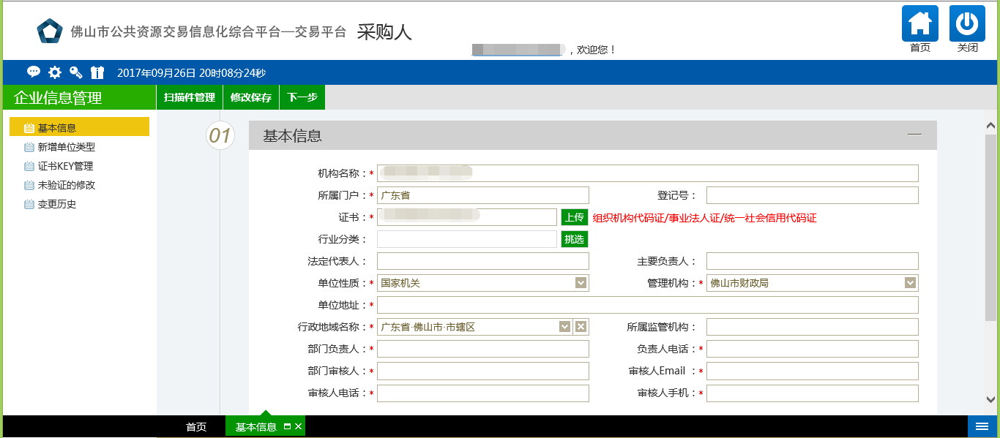 佛山市公共资源交易信息化综合平台—交易平台 采购人
，欢迎您！
首页 关闭
2017年09月26日 20时08分24秒
企业信息管理 扫描件管理 修改保存 下一步
基本信息
新增单位类型
证书KEY管理
未验证的修改
变更历史
01 基本信息
机构名称：*
所属门户：* 广东省 登记号：
证书：* 上传 组织机构代码证/事业法人证/统一社会信用代码证
行业分类： 挑选
法定代表人： 主要负责人：
单位性质：* 国家机关 管理机构：* 佛山市财政局
单位地址：*
行政地域名称：* 广东省·佛山市·市辖区 所属监管机构：
部门负责人：* 负责人电话：*
部门审核人：* 审核人Email ：*
审核人电话：* 审核人手机：*
首页 基本信息